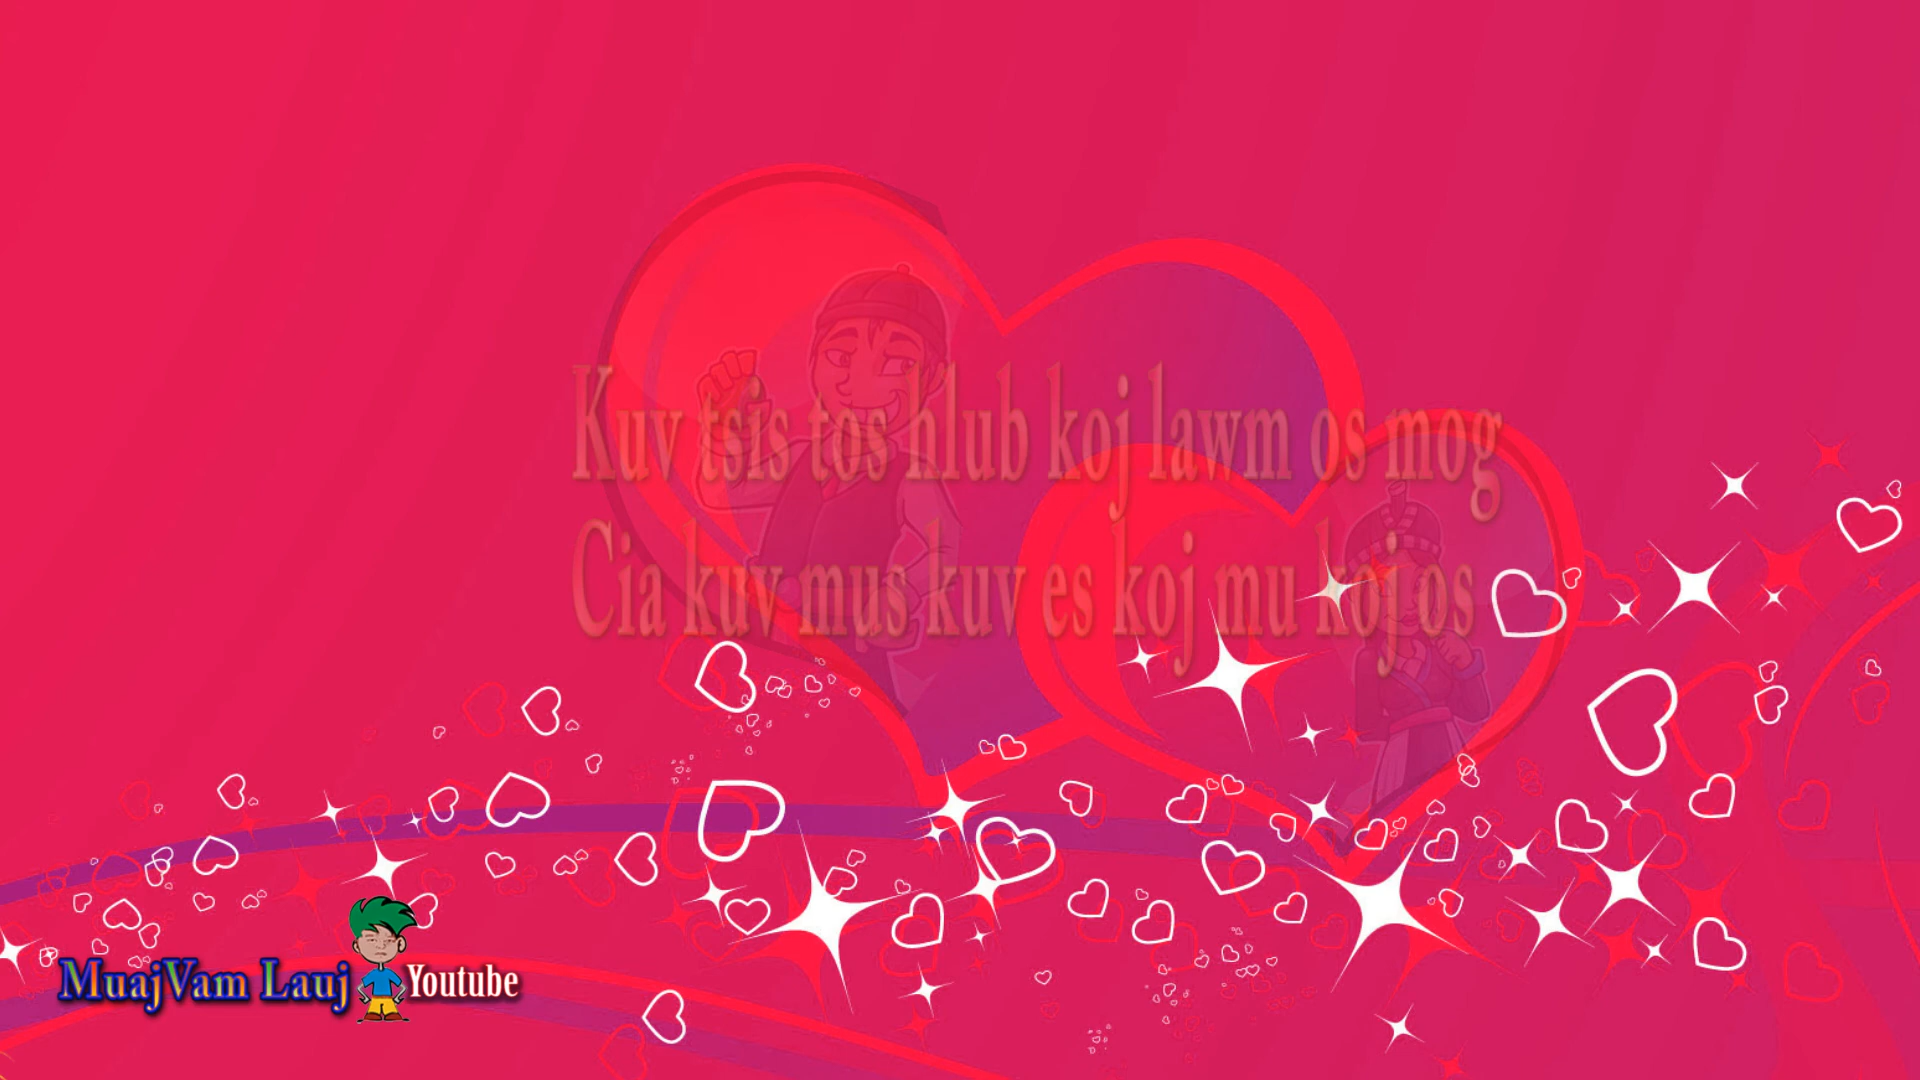 Kuv tsis tos hlub koj lawm os mog
Cia kuv mus kuv es koj mu koj os
MuajVam Lauj Youtube